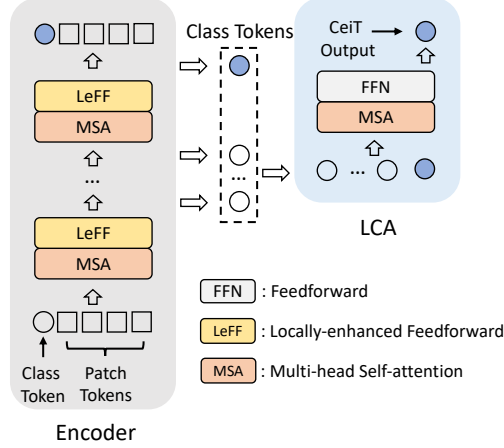 LeFF
MSA
...
LeFF
MSA
Class
Token
Patch
Tokens
Encoder
Class Tokens
...
CeiT
Output
FFN
MSA
...
LCA
FFN : Feedforward
LeFF : Locally-enhanced Feedforward
MSA : Multi-head Self-attention